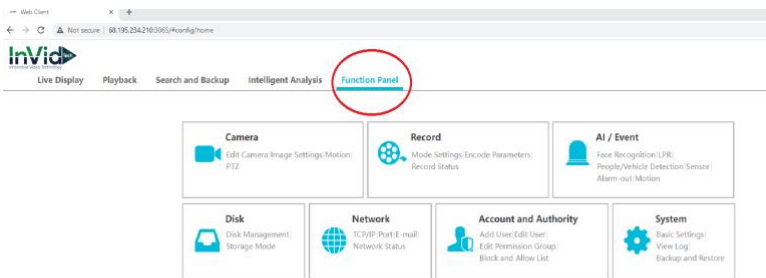 Web Client
Not secure | 68.195.234.210:3065/#config/home
InVid Tech
Live Display Playback Search and Backup Intelligent Analysis Function Panel
Camera
Edit Camera|Image Settings|Motion|
PTZ
Record
Mode Settings|Encode Parameters|
Record Status
AI / Event
Face Recognition|LPR|
People/Vehicle Detection|Sensor|
Alarm-out|Motion
Disk
Disk Management|
Storage Mode
Network
TCP/IP|Port|E-mail|
Network Status
Account and Authority
Add User|Edit User|
Edit Permission Group|
Block and Allow List
System
Basic Settings|
View Log|
Backup and Restore